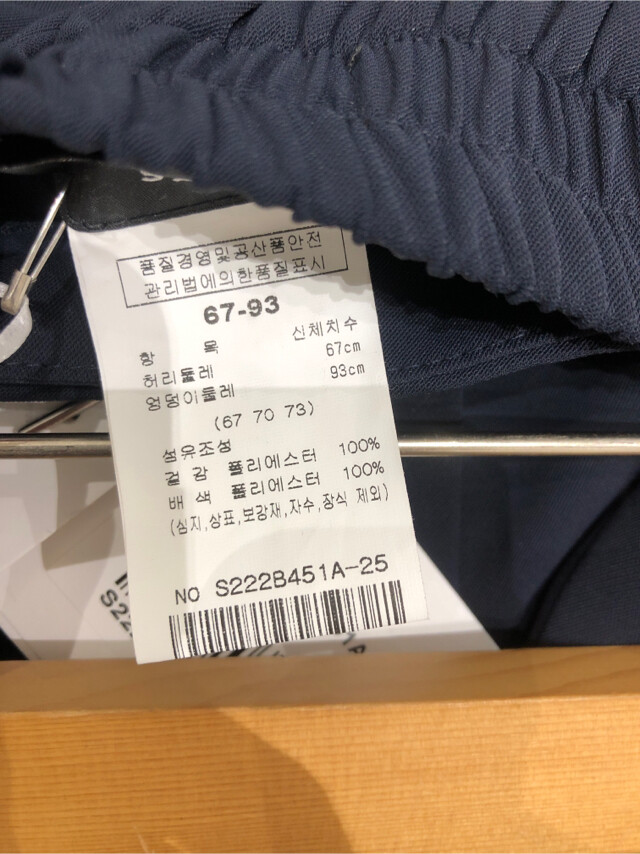 품질경영및공산품안전
관리법에의한품질표시
67-93
항 목 신체치수
허리둘레 67cm
엉덩이둘레 93cm
(67 70 73)
섬유조성
겉 감 폴리에스터 100%
배 색 폴리에스터 100%
(심지,상표,보강재,자수,장식 제외)
NO S222B451A-25
S22